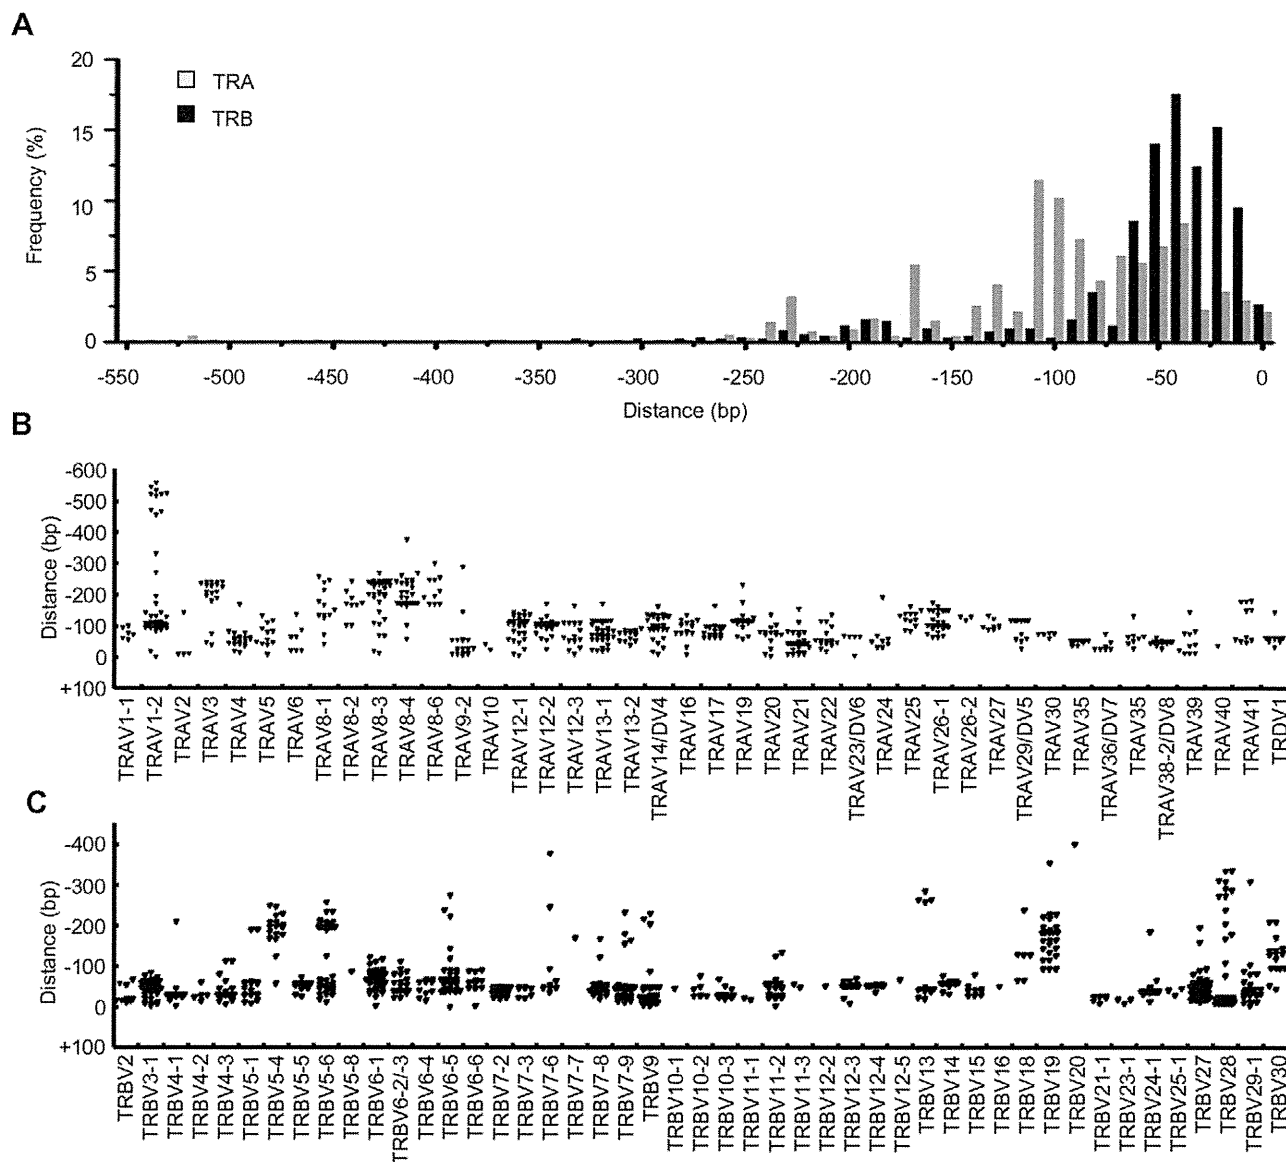 A
20
15
10
5
0
Frequency (%)
TRA
TRB
-550 -500 -450 -400 -350 -300 -250 -200 -150 -100 -50 0
Distance (bp)
B
-600
-500
-400
-300
-200
-100
0
+100
Distance (bp)
TRAV1-1
TRAV1-2
TRAV2
TRAV3
TRAV4
TRAV5
TRAV6
TRAV8-1
TRAV8-2
TRAV8-3
TRAV8-4
TRAV8-6
TRAV9-2
TRAV10
TRAV12-1
TRAV12-2
TRAV12-3
TRAV13-1
TRAV13-2
TRAV14/DV4
TRAV16
TRAV17
TRAV19
TRAV20
TRAV21
TRAV22
TRAV23/DV6
TRAV24
TRAV25
TRAV26-1
TRAV26-2
TRAV27
TRAV29/DV5
TRAV30
TRAV35
TRAV36/DV7
TRAV35
TRAV38-2/DV8
TRAV39
TRAV40
TRAV41
TRDV1
C
-400
-300
-200
-100
0
+100
Distance (bp)
TRBV2
TRBV3-1
TRBV4-1
TRBV4-2
TRBV4-3
TRBV5-1
TRBV5-4
TRBV5-5
TRBV5-6
TRBV5-8
TRBV6-1
TRBV6-2/-3
TRBV6-4
TRBV6-5
TRBV6-6
TRBV7-2
TRBV7-3
TRBV7-6
TRBV7-7
TRBV7-8
TRBV7-9
TRBV9
TRBV10-1
TRBV10-2
TRBV10-3
TRBV11-1
TRBV11-2
TRBV11-3
TRBV12-2
TRBV12-3
TRBV12-4
TRBV12-5
TRBV13
TRBV14
TRBV15
TRBV16
TRBV18
TRBV19
TRBV20
TRBV21-1
TRBV23-1
TRBV24-1
TRBV25-1
TRBV27
TRBV28
TRBV29-1
TRBV30